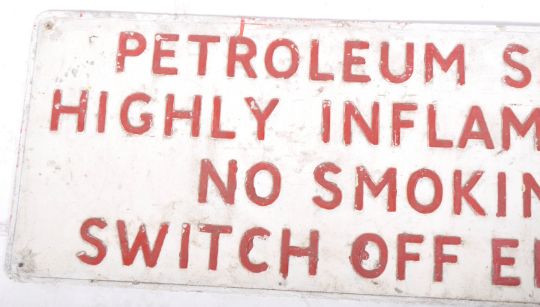 PETROLEUM S
HIGHLY INFLAM
NO SMOKIN
SWITCH OFF E